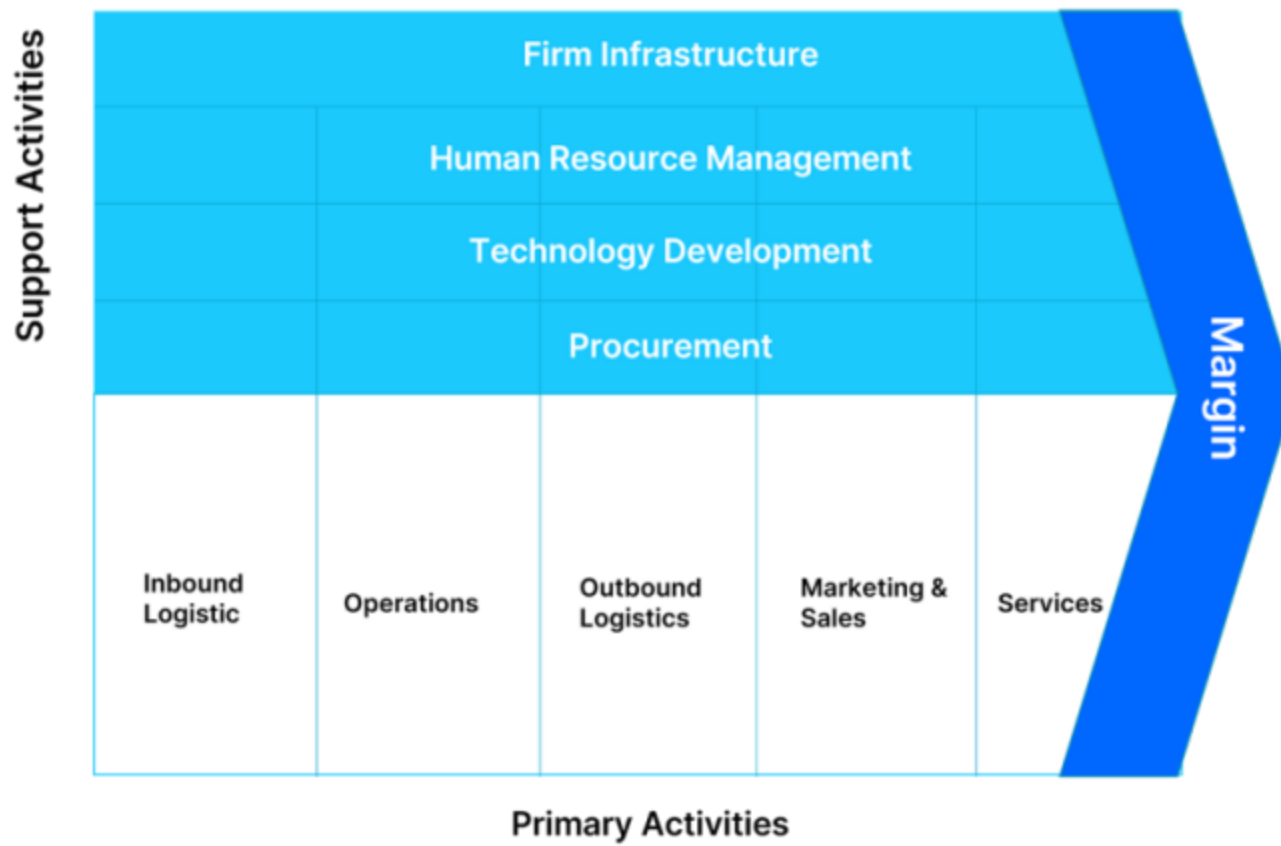 Support Activities
Firm Infrastructure
Human Resource Management
Technology Development
Procurement
Margin
Inbound
Logistic
Operations
Outbound
Logistics
Marketing &
Sales
Services
Primary Activities